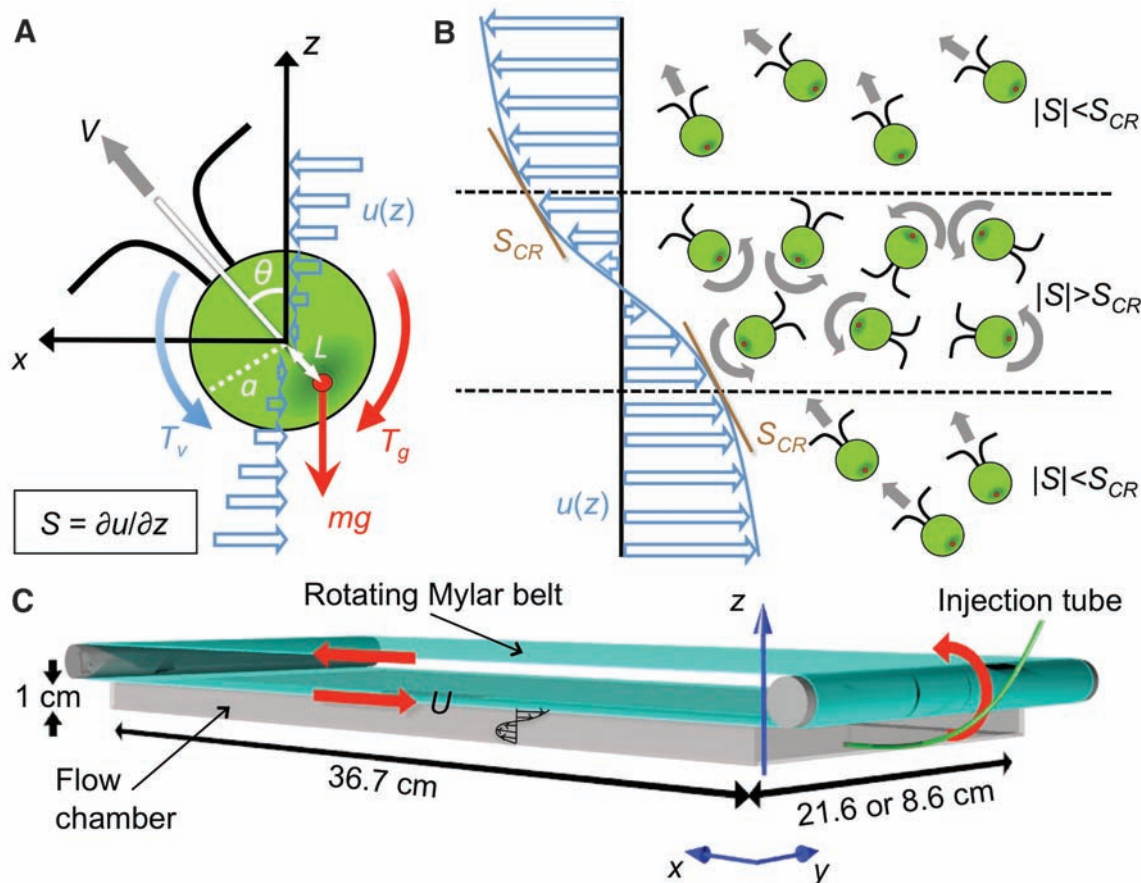 A
z
V
u(z)
θ
x
L
a
T_v
T_g
mg
S = ∂u/∂z
B
|S|<S_CR
S_CR
|S|>S_CR
S_CR
u(z)
|S|<S_CR
C
Rotating Mylar belt
z
Injection tube
1 cm
U
Flow
chamber
36.7 cm
21.6 or 8.6 cm
x
y